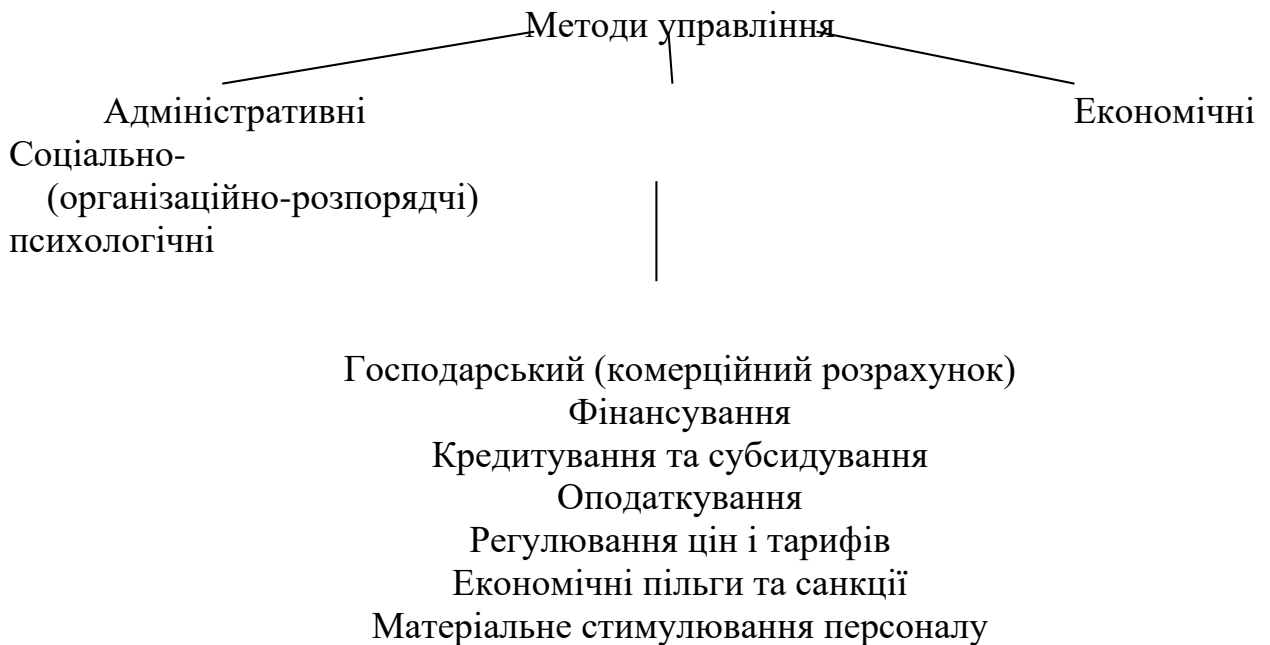 Методи управління
Адміністративні Економічні
Соціально-
(організаційно-розпорядчі)
психологічні
Господарський (комерційний розрахунок)
Фінансування
Кредитування та субсидування
Оподаткування
Регулювання цін і тарифів
Економічні пільги та санкції
Матеріальне стимулювання персоналу